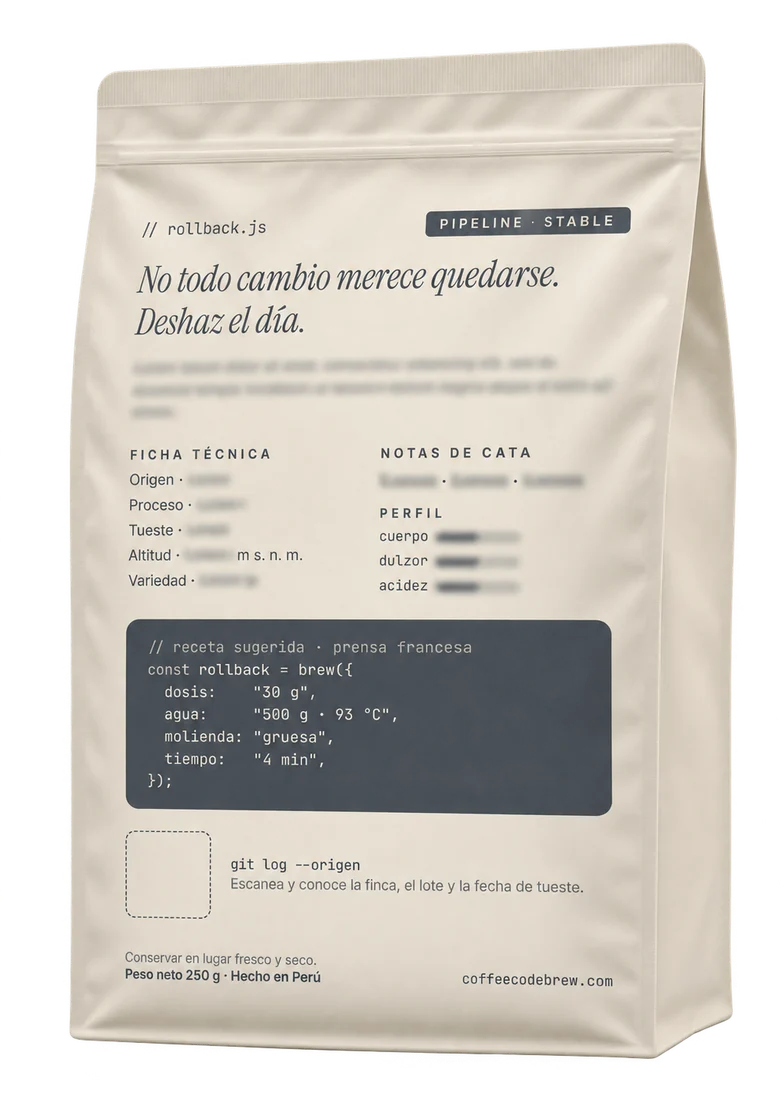 // rollback.js
PIPELINE · STABLE
No todo cambio merece quedarse.
Deshaz el día.
FICHA TÉCNICA
Origen ·
Proceso ·
Tueste ·
Altitud · m s. n. m.
Variedad ·
NOTAS DE CATA
· ·
PERFIL
cuerpo
dulzor
acidez
// receta sugerida · prensa francesa
const rollback = brew({
dosis: "30 g",
agua: "500 g · 93 °C",
molienda: "gruesa",
tiempo: "4 min",
});
git log --origen
Escanea y conoce la finca, el lote y la fecha de tueste.
Conservar en lugar fresco y seco.
Peso neto 250 g · Hecho en Perú
coffeecodebrew.com